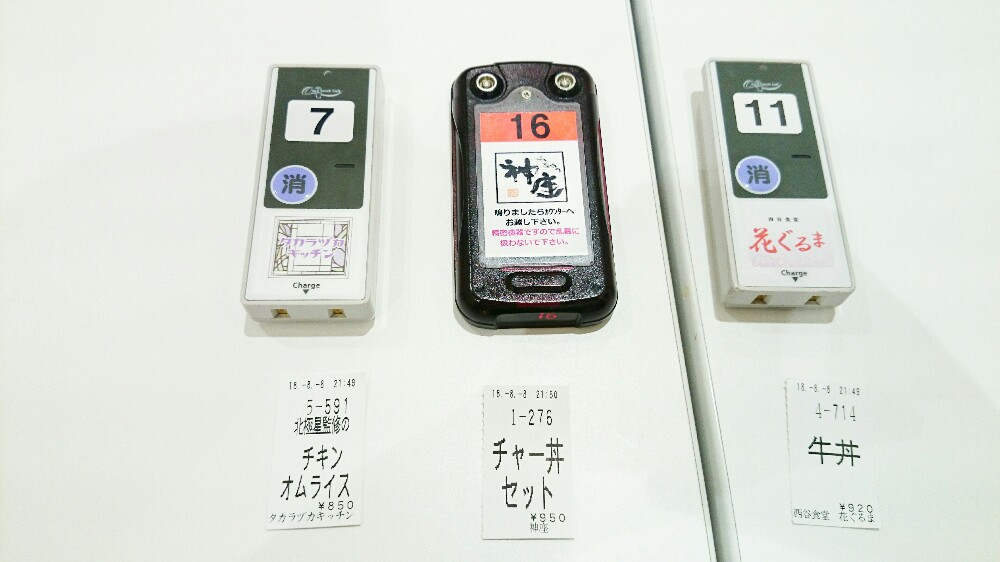 7
消
タカラヅカ
キッチン
Charge
16
神座
鳴りましたらカウンターへ
お越し下さい。
精密機器ですので乱暴に
扱わないで下さい。
16
11
消
西谷食堂
花ぐるま
Charge
18.-8.-8 21:49
5-591
北極星監修の
チキン
オムライス
¥850
タカラヅカキッチン
18.-8.-8 21:50
1-276
チャー丼
セット
¥950
神座
18.-8.-8 21:49
4-714
牛丼
¥920
西谷食堂 花ぐるま